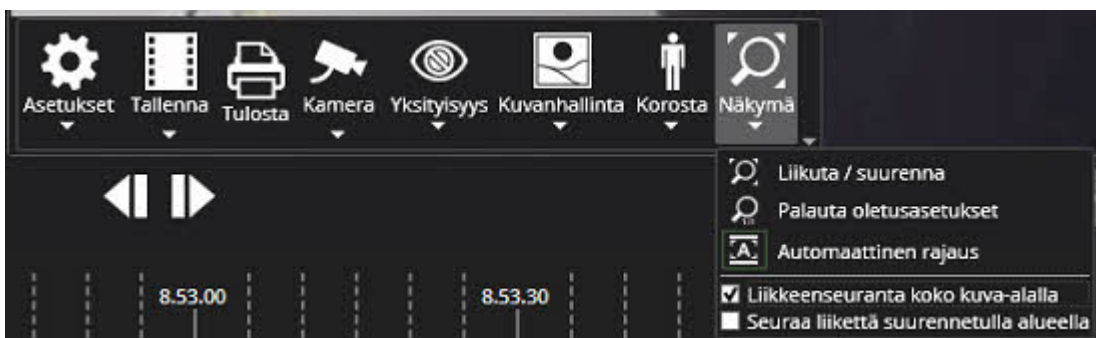 Asetukset Tallenna Tulosta Kamera Yksityisyys Kuvanhallinta Korosta Näkymä
Liikuta / suurenna
Palauta oletusasetukset
Automaattinen rajaus
8.53.00 8.53.30
Liikkeenseuranta koko kuva-alalla
Seuraa liikettä suurennetulla alueella